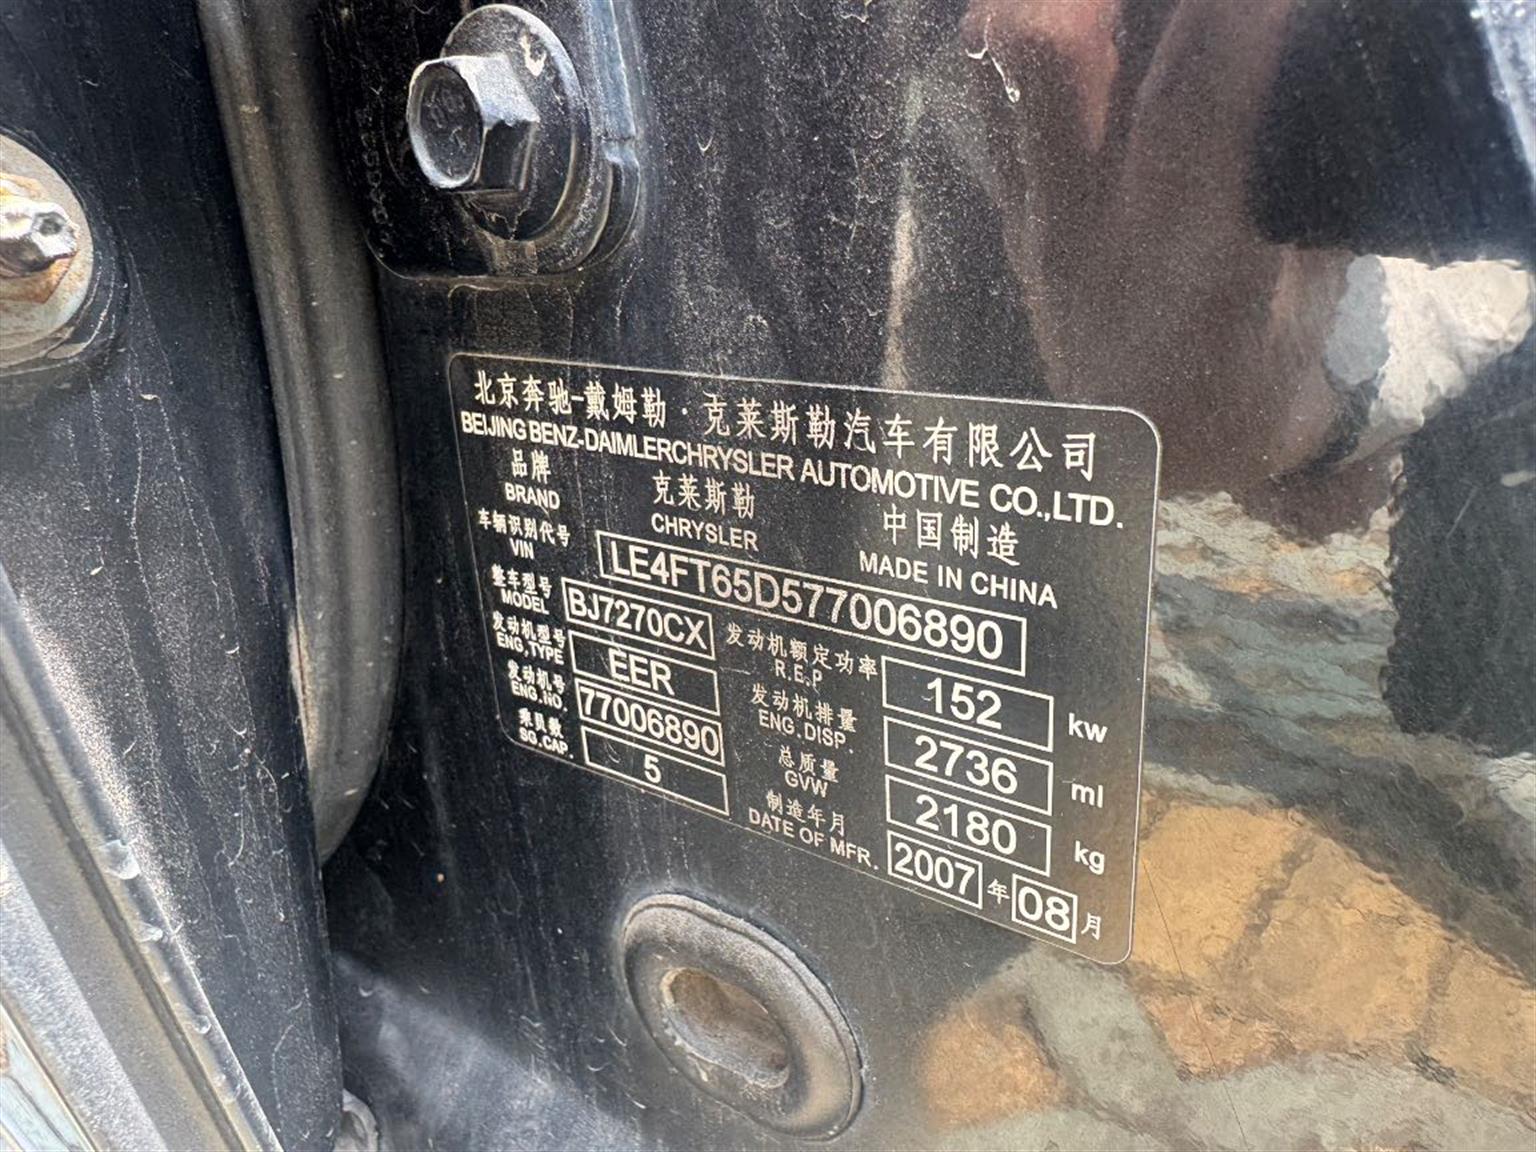 北京奔驰-戴姆勒·克莱斯勒汽车有限公司
BEIJING BENZ-DAIMLERCHRYSLER AUTOMOTIVE CO.,LTD.
品牌 克莱斯勒 中国制造
BRAND CHRYSLER MADE IN CHINA
车辆识别代号
VIN
LE4FT65D577006890
整车型号
MODEL
BJ7270CX
发动机额定功率
R.E.P
152 kw
发动机型号
ENG,TYPE
EER
发动机排量
ENG.DISP.
2736 ml
发动机号
ENG.NO.
77006890
总质量
GVW
2180 kg
乘员数
SG.CAP.
5
制造年月
DATE OF MFR.
2007 年 08 月